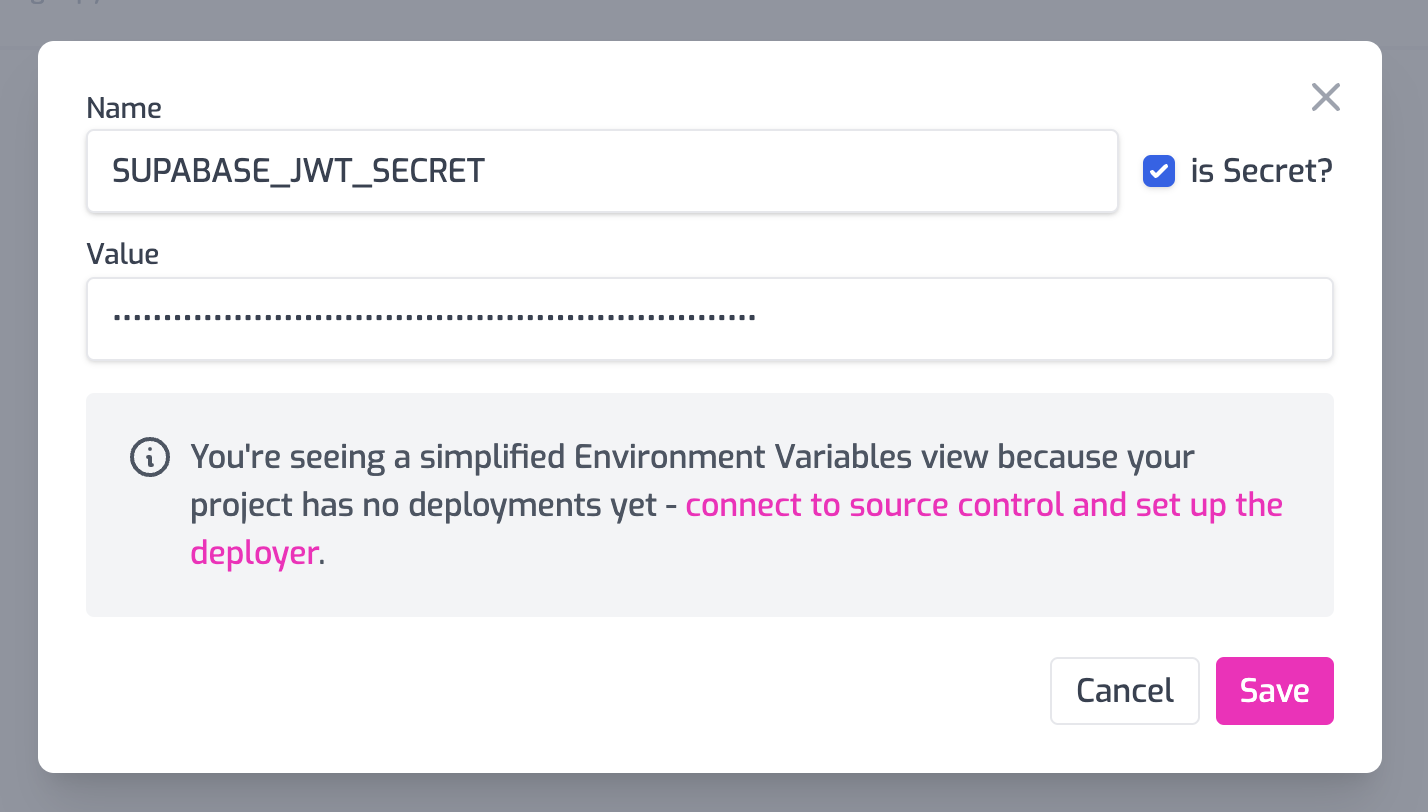 Name
SUPABASE_JWT_SECRET
is Secret?
Value
You're seeing a simplified Environment Variables view because your
project has no deployments yet - connect to source control and set up the
deployer.
Cancel
Save